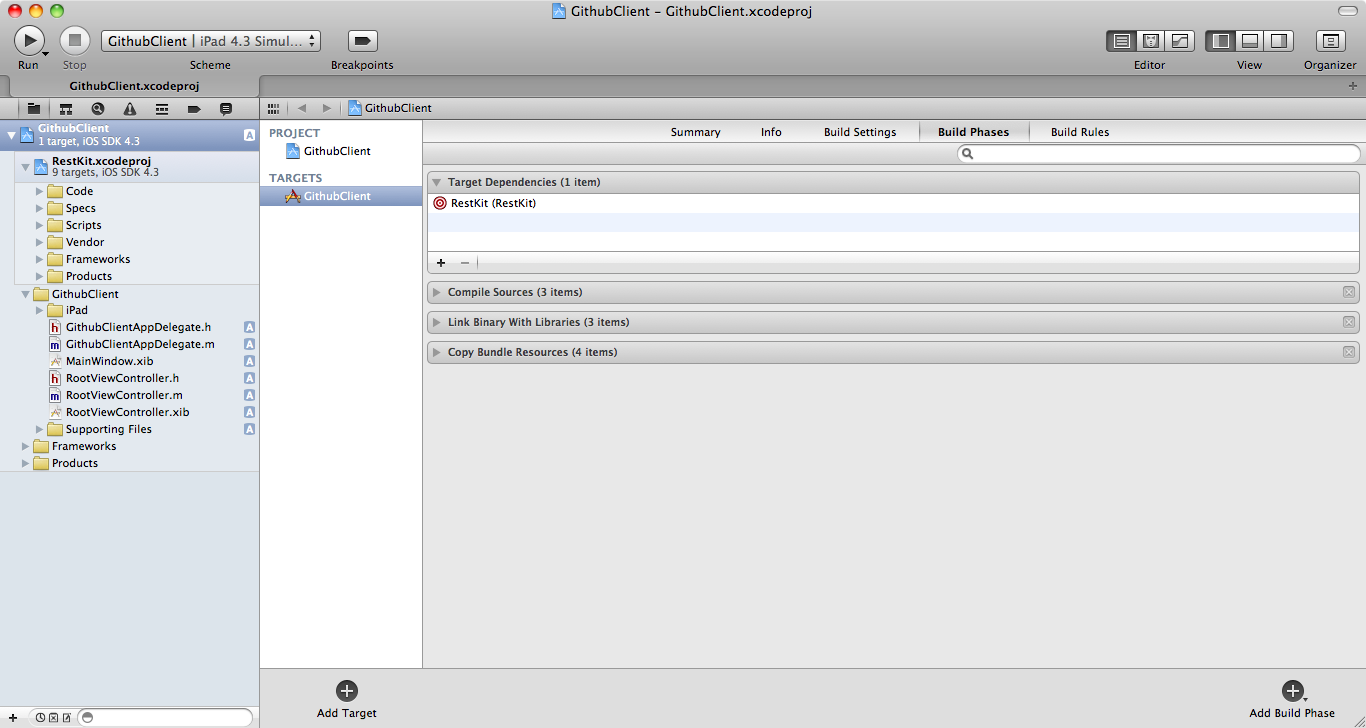 GithubClient – GithubClient.xcodeproj
GithubClient | iPad 4.3 Simul...
Run
Stop
Scheme
Breakpoints
Editor
View
Organizer
GithubClient.xcodeproj
GithubClient
1 target, iOS SDK 4.3
A
RestKit.xcodeproj
9 targets, iOS SDK 4.3
Code
Specs
Scripts
Vendor
Frameworks
Products
GithubClient
iPad
h GithubClientAppDelegate.h A
m GithubClientAppDelegate.m A
MainWindow.xib A
h RootViewController.h A
m RootViewController.m A
RootViewController.xib A
Supporting Files A
Frameworks
Products
GithubClient
PROJECT
GithubClient
TARGETS
GithubClient
Summary
Info
Build Settings
Build Phases
Build Rules
Target Dependencies (1 item)
RestKit (RestKit)
Compile Sources (3 items)
Link Binary With Libraries (3 items)
Copy Bundle Resources (4 items)
Add Target
Add Build Phase